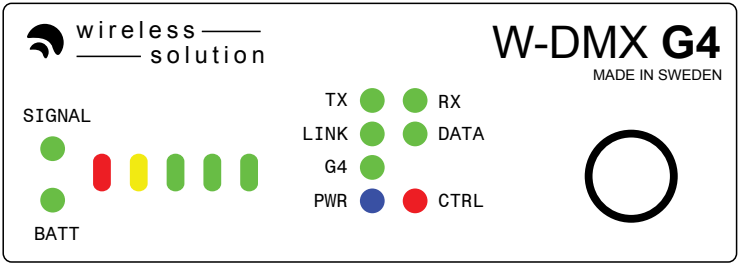 wireless
solution
W-DMX G4
MADE IN SWEDEN
SIGNAL
BATT
TX RX
LINK DATA
G4
PWR CTRL